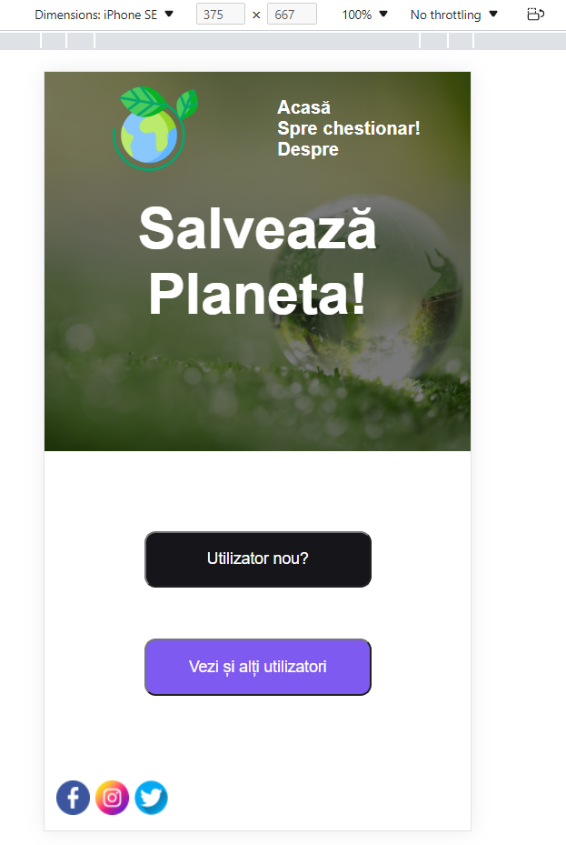 Dimensions: iPhone SE 375 × 667 100% No throttling
Acasă
Spre chestionar!
Despre
Salvează
Planeta!
Utilizator nou?
Vezi și alți utilizatori